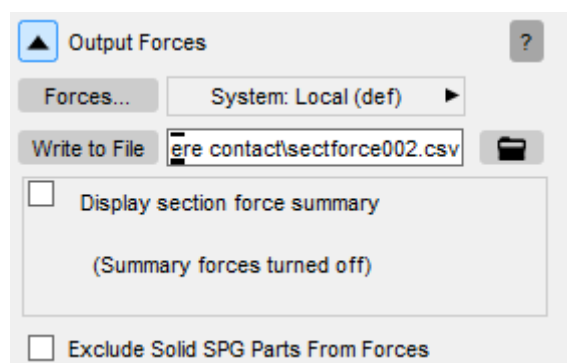 Output Forces ?
Forces... System: Local (def)
Write to File ere contact\sectforce002.csv
Display section force summary
(Summary forces turned off)
Exclude Solid SPG Parts From Forces